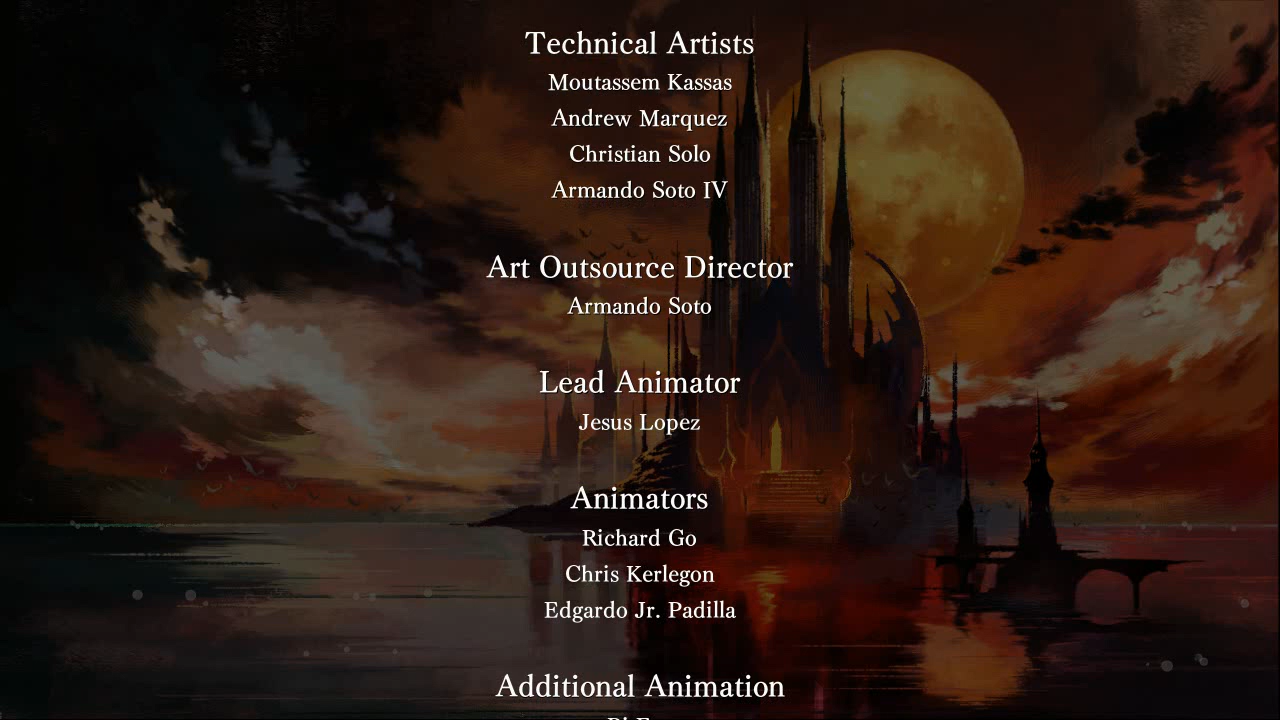 Technical Artists
Moutassem Kassas
Andrew Marquez
Christian Solo
Armando Soto IV
Art Outsource Director
Armando Soto
Lead Animator
Jesus Lopez
Animators
Richard Go
Chris Kerlegon
Edgardo Jr. Padilla
Additional Animation